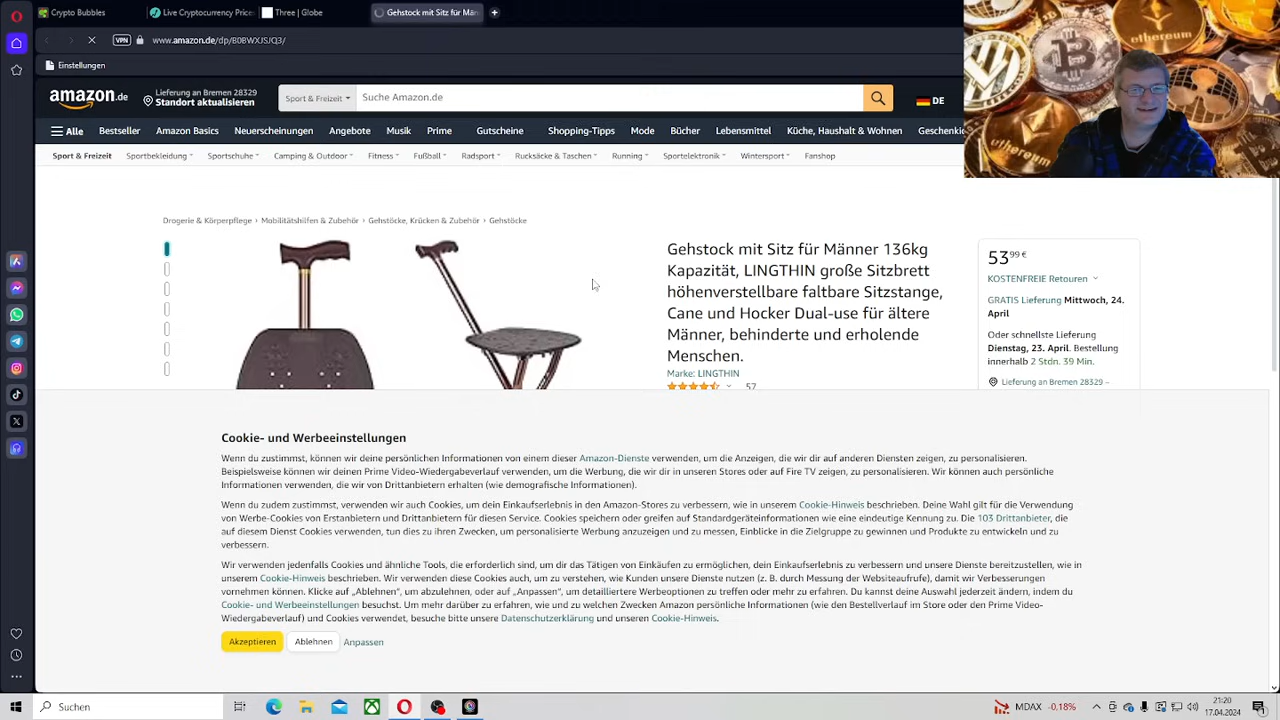 Crypto Bubbles
Live Cryptocurrency Price
Three | Globe
Gehstock mit Sitz für Män
VPN
Einstellungen
amazon.de
Lieferung an Bremen 28329
Standort aktualisieren
Sport & Freizeit
Suche Amazon.de
DE
Alle
Bestseller
Amazon Basics
Neuerscheinungen
Angebote
Musik
Prime
Gutscheine
Shopping-Tipps
Mode
Bücher
Lebensmittel
Küche, Haushalt & Wohnen
Geschenki
Sport & Freizeit
Sportbekleidung
Sportschuhe
Camping & Outdoor
Fitness
Fußball
Radsport
Rucksäcke & Taschen
Running
Sportelektronik
Wintersport
Fanshop
ethereum
ethereum
Drogerie & Körperpflege › Mobilitätshilfen & Zubehör › Gehstöcke, Krücken & Zubehör › Gehstöcke
Gehstock mit Sitz für Männer 136kg
Kapazität, LINGTHIN große Sitzbrett
höhenverstellbare faltbare Sitzstange,
Cane und Hocker Dual-use für ältere
Männer, behinderte und erholende
Menschen.
Marke: LINGTHIN
57
53 99 €
KOSTENFREIE Retouren
GRATIS Lieferung Mittwoch, 24.
April
Oder schnellste Lieferung
Dienstag, 23. April. Bestellung
innerhalb 2 Stdn. 39 Min.
Lieferung an Bremen 28329 –
Cookie- und Werbeeinstellungen
Wenn du zustimmst, können wir deine persönlichen Informationen von einem dieser Amazon-Dienste verwenden, um die Anzeigen, die wir dir auf anderen Diensten zeigen, zu personalisieren.
Beispielsweise können wir deinen Prime Video-Wiedergabeverlauf verwenden, um die Werbung, die wir dir in unseren Stores oder auf Fire TV zeigen, zu personalisieren. Wir können auch persönliche
Informationen verwenden, die wir von Drittanbietern erhalten (wie demografische Informationen).
Wenn du zudem zustimmst, verwenden wir auch Cookies, um dein Einkaufserlebnis in den Amazon-Stores zu verbessern, wie in unserem Cookie-Hinweis beschrieben. Deine Wahl gilt für die Verwendung
von Werbe-Cookies von Erstanbietern und Drittanbietern für diesen Service. Cookies speichern oder greifen auf Standardgeräteinformationen wie eine eindeutige Kennung zu. Die 103 Drittanbieter, die
auf diesem Dienst Cookies verwenden, tun dies zu ihren Zwecken, um personalisierte Werbung anzuzeigen und zu messen, Einblicke in die Zielgruppe zu gewinnen und Produkte zu entwickeln und zu
verbessern.
Wir verwenden jedenfalls Cookies und ähnliche Tools, die erforderlich sind, um dir das Tätigen von Einkäufen zu ermöglichen, dein Einkaufserlebnis zu verbessern und unsere Dienste bereitzustellen, wie in
unserem Cookie-Hinweis beschrieben. Wir verwenden diese Cookies auch, um zu verstehen, wie Kunden unsere Dienste nutzen (z. B. durch Messung der Websiteaufrufe), damit wir Verbesserungen
vornehmen können. Klicke auf „Ablehnen", um abzulehnen, oder auf „Anpassen", um detailliertere Werbeoptionen zu treffen oder mehr zu erfahren. Du kannst deine Auswahl jederzeit ändern, indem du
Cookie- und Werbeeinstellungen besuchst. Um mehr darüber zu erfahren, wie und zu welchen Zwecken Amazon persönliche Informationen (wie den Bestellverlauf im Store oder den Prime Video-
Wiedergabeverlauf) und Cookies verwendet, besuche bitte unsere Datenschutzerklärung und unseren Cookie-Hinweis.
Akzeptieren
Ablehnen
Anpassen
Suchen
MDAX -0,18%
21:20
17.04.2024